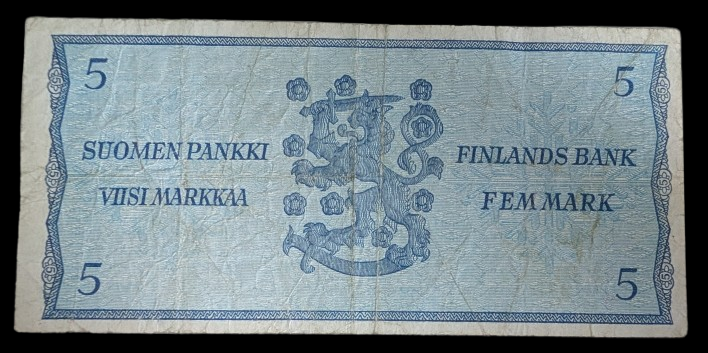 5
5
SUOMEN PANKKI
FINLANDS BANK
VIISI MARKKAA
FEM MARK
5
5